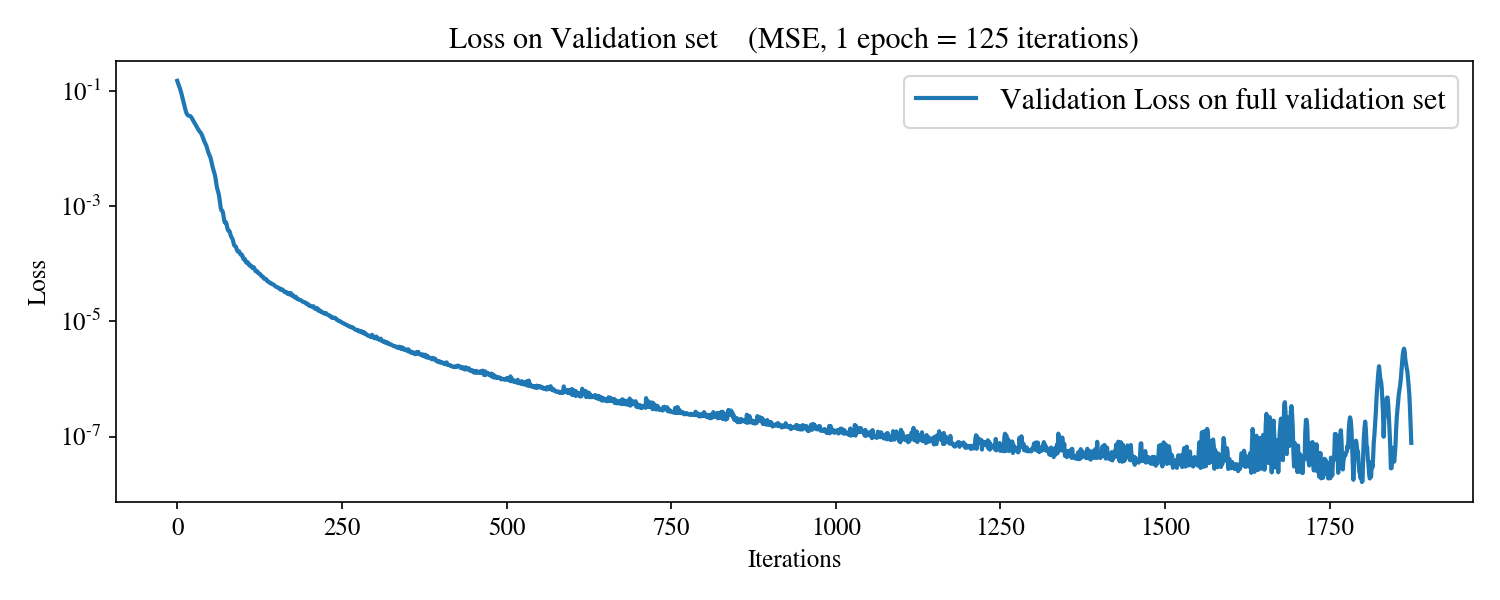 Loss on Validation set (MSE, 1 epoch = 125 iterations)
Validation Loss on full validation set
10^-1
10^-3
10^-5
10^-7
Loss
0 250 500 750 1000 1250 1500 1750
Iterations